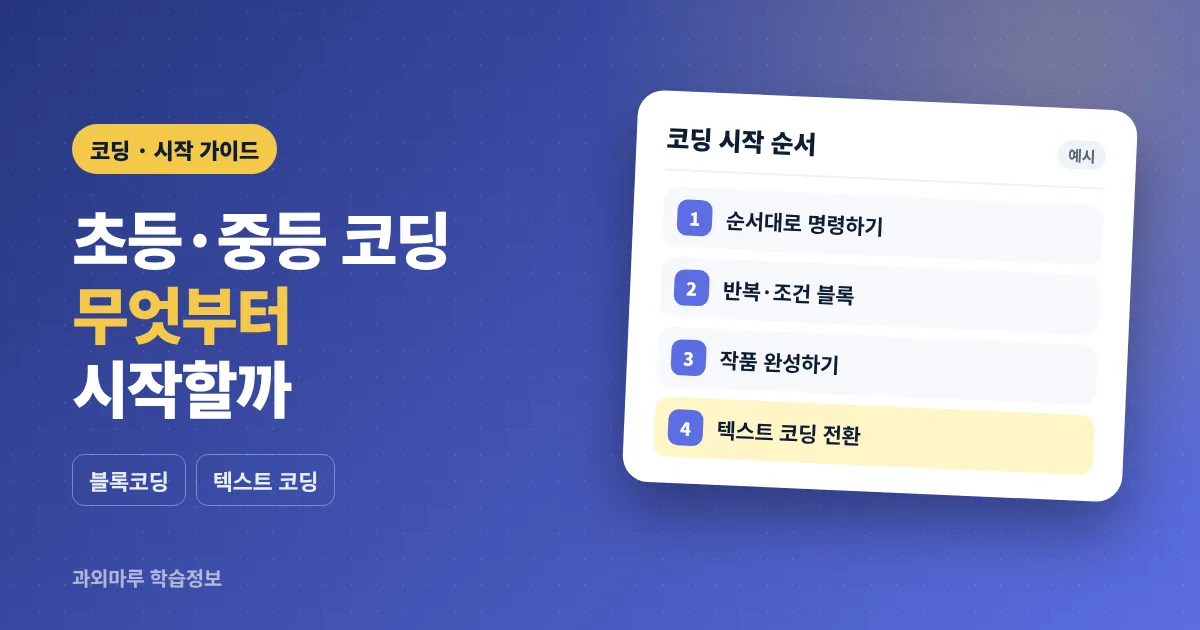 코딩 · 시작 가이드
초등·중등 코딩
무엇부터
시작할까
블록코딩
텍스트 코딩
과외마루 학습정보
코딩 시작 순서
예시
1 순서대로 명령하기
2 반복·조건 블록
3 작품 완성하기
4 텍스트 코딩 전환